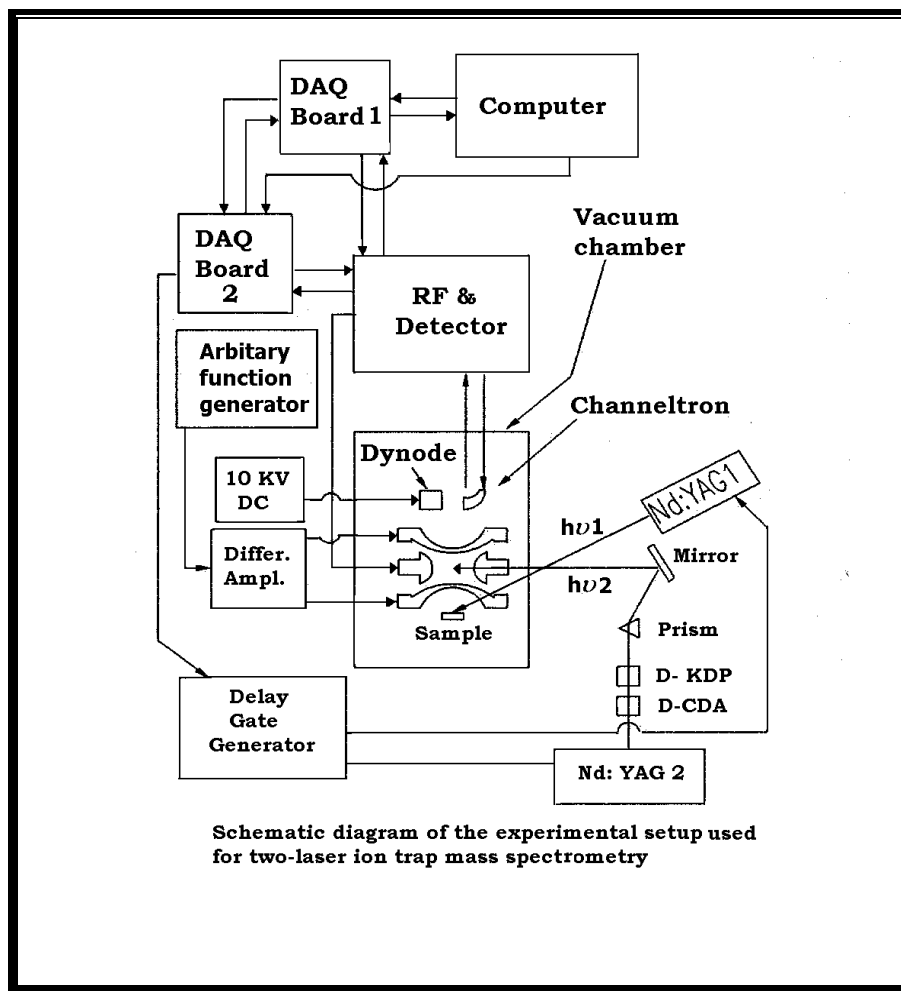 DAQ
Board 1
Computer
DAQ
Board
2
Vacuum
chamber
RF &
Detector
Arbitary
function
generator
Channeltron
Dynode
10 KV
DC
Nd:YAG1
hυ1
Mirror
Differ.
Ampl.
hυ2
Sample
Prism
D- KDP
D-CDA
Delay
Gate
Generator
Nd: YAG 2
Schematic diagram of the experimental setup used
for two-laser ion trap mass spectrometry